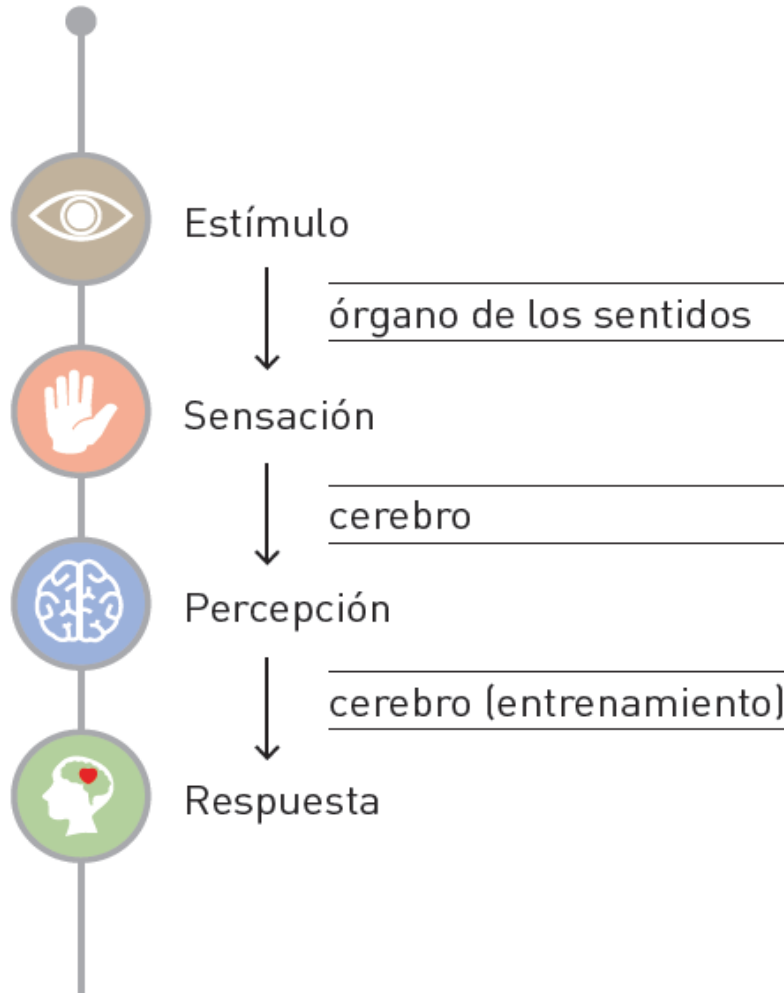 Estímulo
órgano de los sentidos
Sensación
cerebro
Percepción
cerebro (entrenamiento)
Respuesta